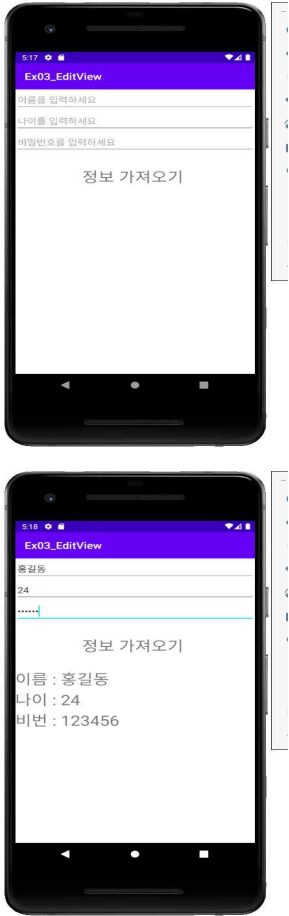 5:17
Ex03_EditView
이름을 입력하세요
나이를 입력하세요
비밀번호를 입력하세요
정보 가져오기
5:18
Ex03_EditView
홍길동
24
••••••
정보 가져오기
이름 : 홍길동
나이 : 24
비번 : 123456